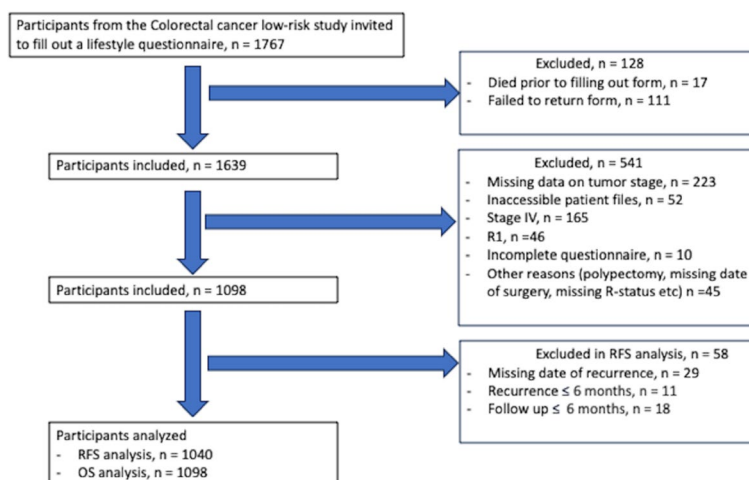 Participants from the Colorectal cancer low-risk study invited
to fill out a lifestyle questionnaire, n = 1767
Excluded, n = 128
- Died prior to filling out form, n = 17
- Failed to return form, n = 111
Participants included, n = 1639
Excluded, n = 541
- Missing data on tumor stage, n = 223
- Inaccessible patient files, n = 52
- Stage IV, n = 165
- R1, n =46
- Incomplete questionnaire, n = 10
- Other reasons (polypectomy, missing date
of surgery, missing R-status etc) n =45
Participants included, n = 1098
Excluded in RFS analysis, n = 58
- Missing date of recurrence, n = 29
- Recurrence ≤ 6 months, n = 11
- Follow up ≤ 6 months, n = 18
Participants analyzed
- RFS analysis, n = 1040
- OS analysis, n = 1098